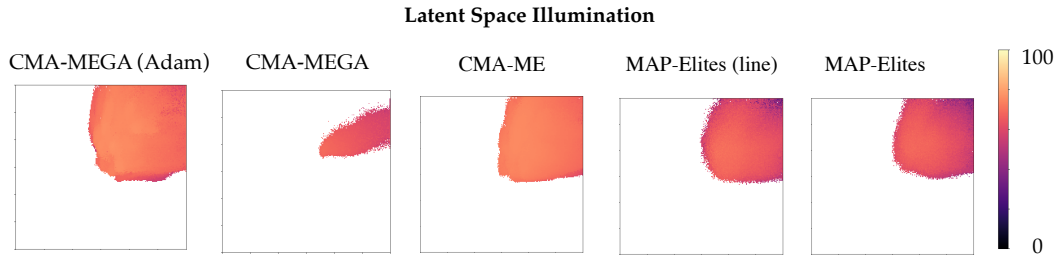 Latent Space Illumination
CMA-MEGA (Adam)
CMA-MEGA
CMA-ME
MAP-Elites (line)
MAP-Elites
100
0